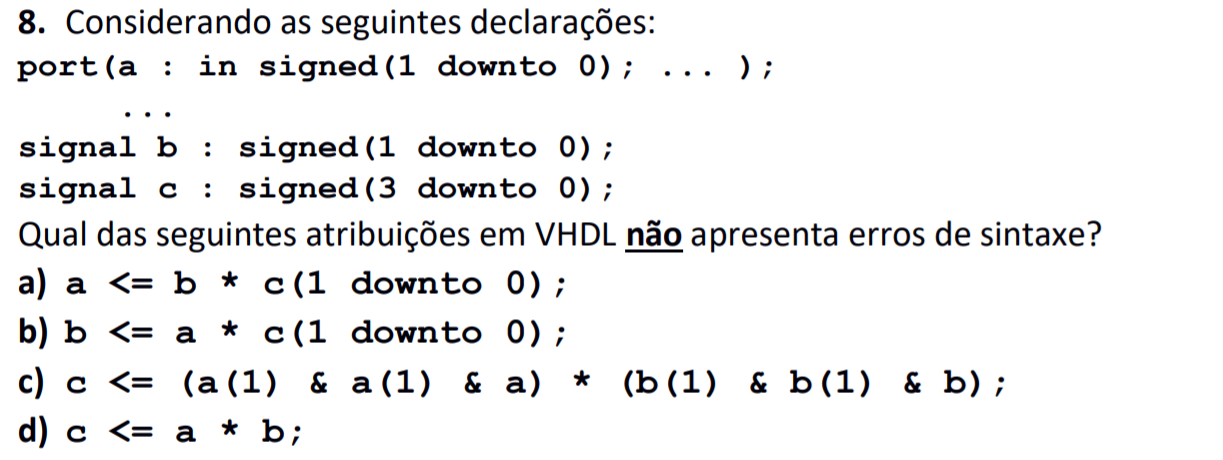 8. Considerando as seguintes declarações:
port(a : in signed(1 downto 0); ... );
...
signal b : signed(1 downto 0);
signal c : signed(3 downto 0);
Qual das seguintes atribuições em VHDL não apresenta erros de sintaxe?
a) a <= b * c(1 downto 0);
b) b <= a * c(1 downto 0);
c) c <= (a(1) & a(1) & a) * (b(1) & b(1) & b);
d) c <= a * b;